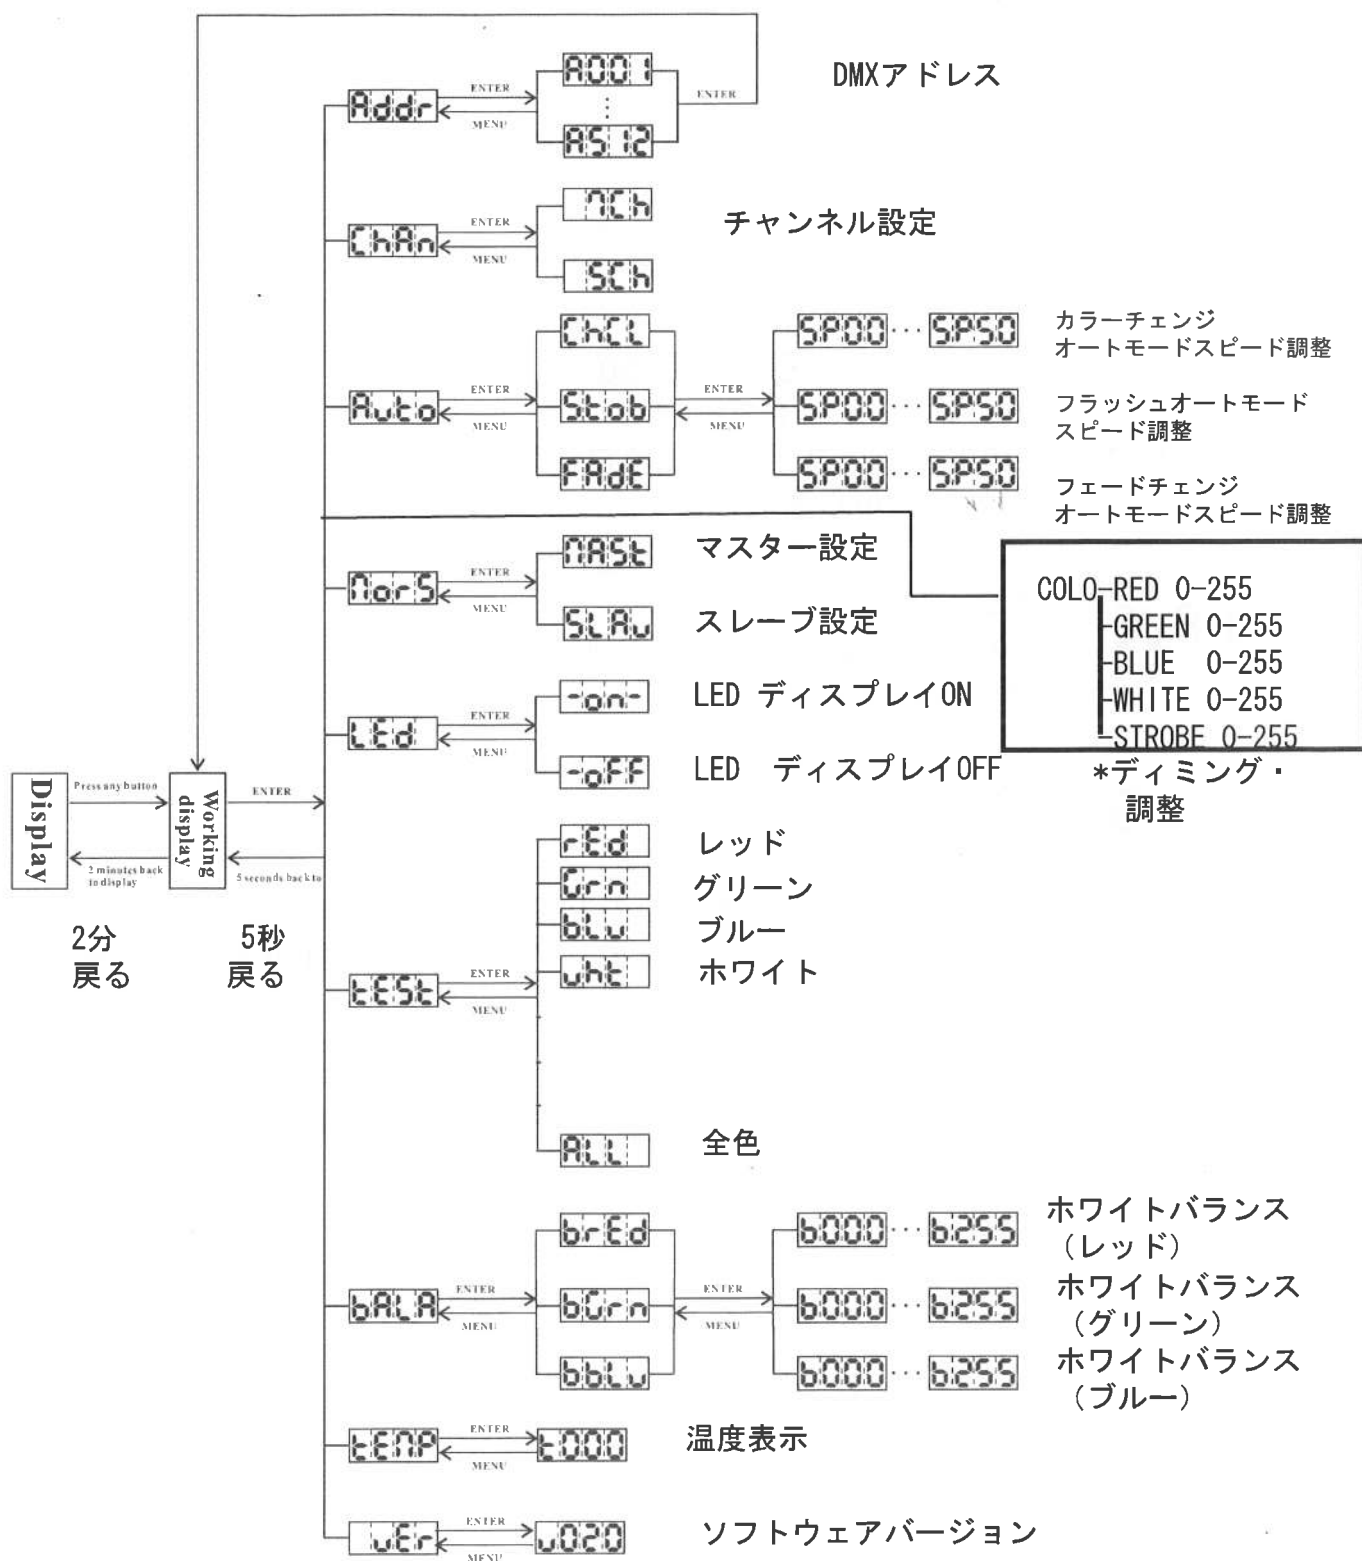 A001
DMXアドレス
ENTER
ENTER
Addr
MENU
AS12
7Ch
チャンネル設定
ENTER
ChAn
MENU
5Ch
ChCL
SP00 ··· SP50
カラーチェンジ
オートモードスピード調整
ENTER
ENTER
Auto
Stob
SP00 ··· SP50
フラッシュオートモード
スピード調整
MENU
MENU
FAdE
SP00 ··· SP50
フェードチェンジ
オートモードスピード調整
MASt
マスター設定
ENTER
MorS
MENU
SLAv
スレーブ設定
COLO-RED 0-255
-GREEN 0-255
-BLUE 0-255
-WHITE 0-255
-STROBE 0-255
*ディミング・
調整
-on-
LED ディスプレイON
ENTER
LEd
MENU
-oFF
LED ディスプレイOFF
Display
Press any button
Working
display
ENTER
2 minutes back
to display
5 seconds back to
2分
戻る
5秒
戻る
rEd
レッド
Grn
グリーン
bLu
ブルー
ENTER
tESt
MENU
wht
ホワイト
ALL
全色
brEd
b000 ··· b255
ホワイトバランス
（レッド）
ENTER
ENTER
bALA
bGrn
b000 ··· b255
ホワイトバランス
（グリーン）
MENU
MENU
bbLu
b000 ··· b255
ホワイトバランス
（ブルー）
ENTER
tEMP
t000
温度表示
MENU
ENTER
vEr
v020
ソフトウェアバージョン
MENU